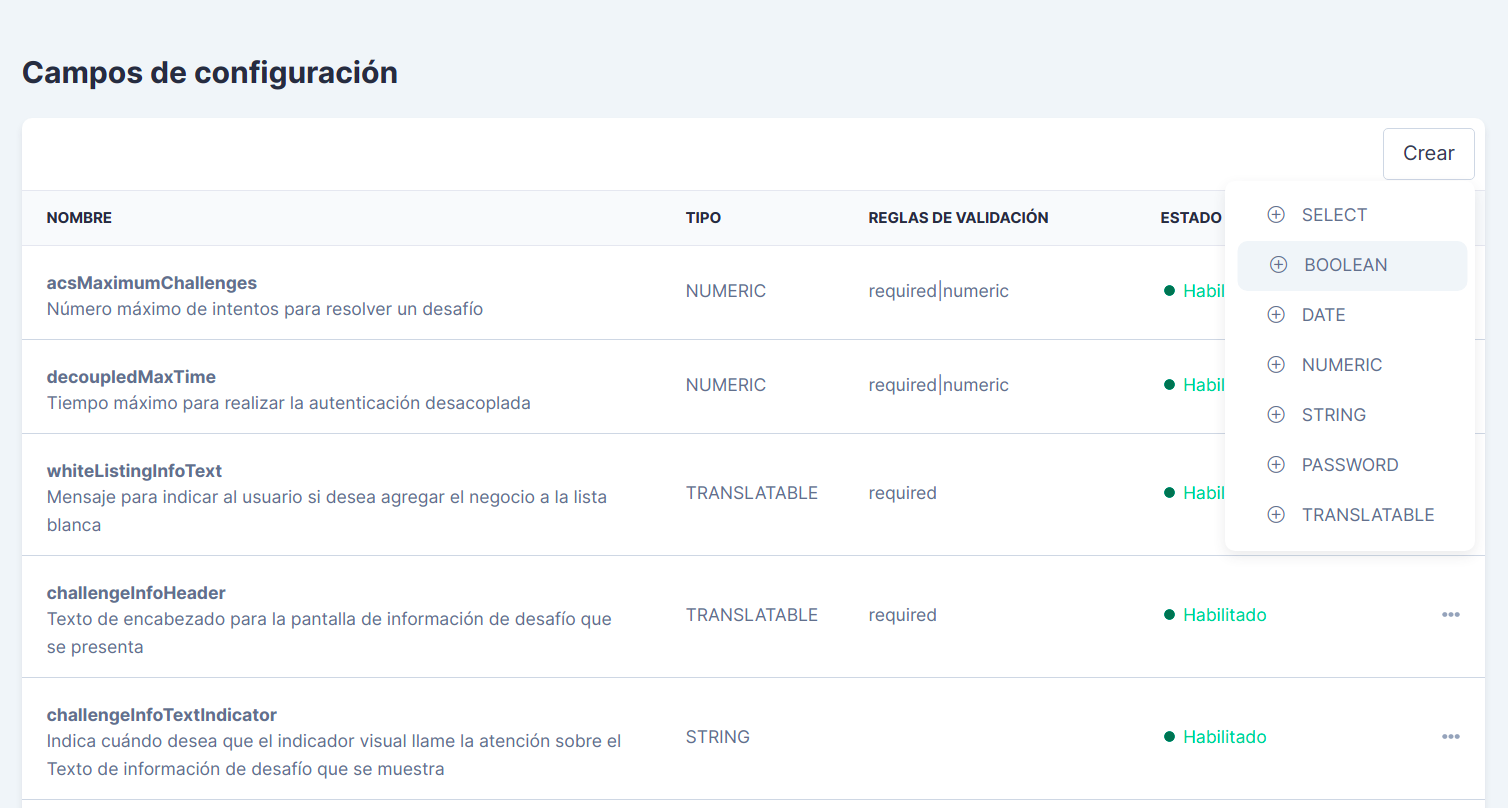 Campos de configuración
Crear
NOMBRE TIPO REGLAS DE VALIDACIÓN ESTADO
SELECT
BOOLEAN
DATE
NUMERIC
STRING
PASSWORD
TRANSLATABLE
acsMaximumChallenges
Número máximo de intentos para resolver un desafío
NUMERIC required|numeric Habil
decoupledMaxTime
Tiempo máximo para realizar la autenticación desacoplada
NUMERIC required|numeric Habil
whiteListingInfoText
Mensaje para indicar al usuario si desea agregar el negocio a la lista
blanca
TRANSLATABLE required Habil
challengeInfoHeader
Texto de encabezado para la pantalla de información de desafío que
se presenta
TRANSLATABLE required Habilitado
challengeInfoTextIndicator
Indica cuándo desea que el indicador visual llame la atención sobre el
Texto de información de desafío que se muestra
STRING Habilitado